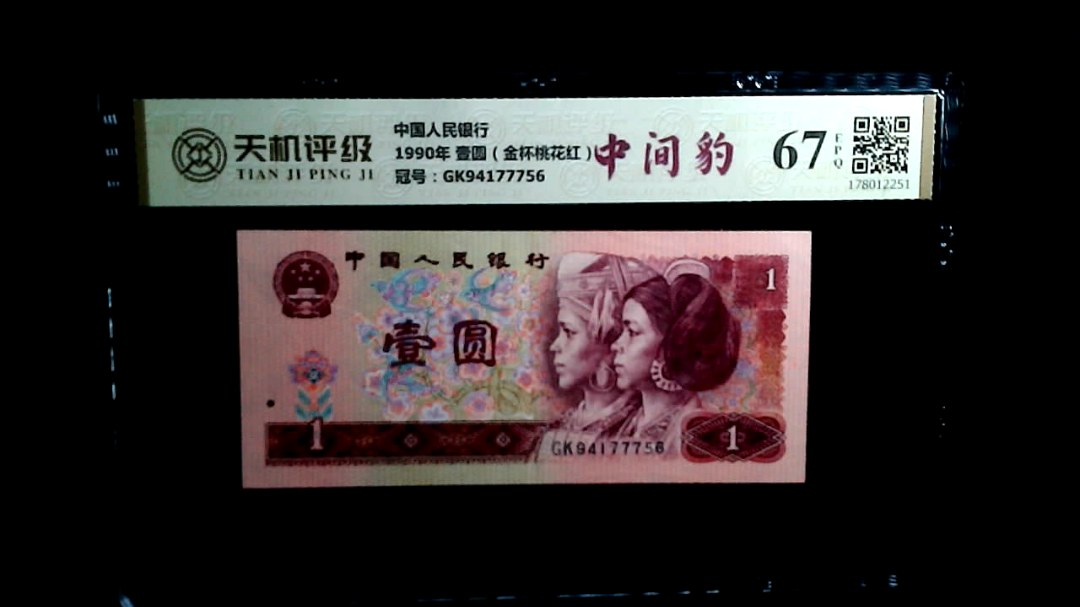 天机评级
TIAN JI PING JI
中国人民银行
1990年 壹圆（金杯桃花红）
冠号：GK94177756
中间豹
67
EPQ
178012251
中国人民银行
1
壹圆
1
GK94177756
1